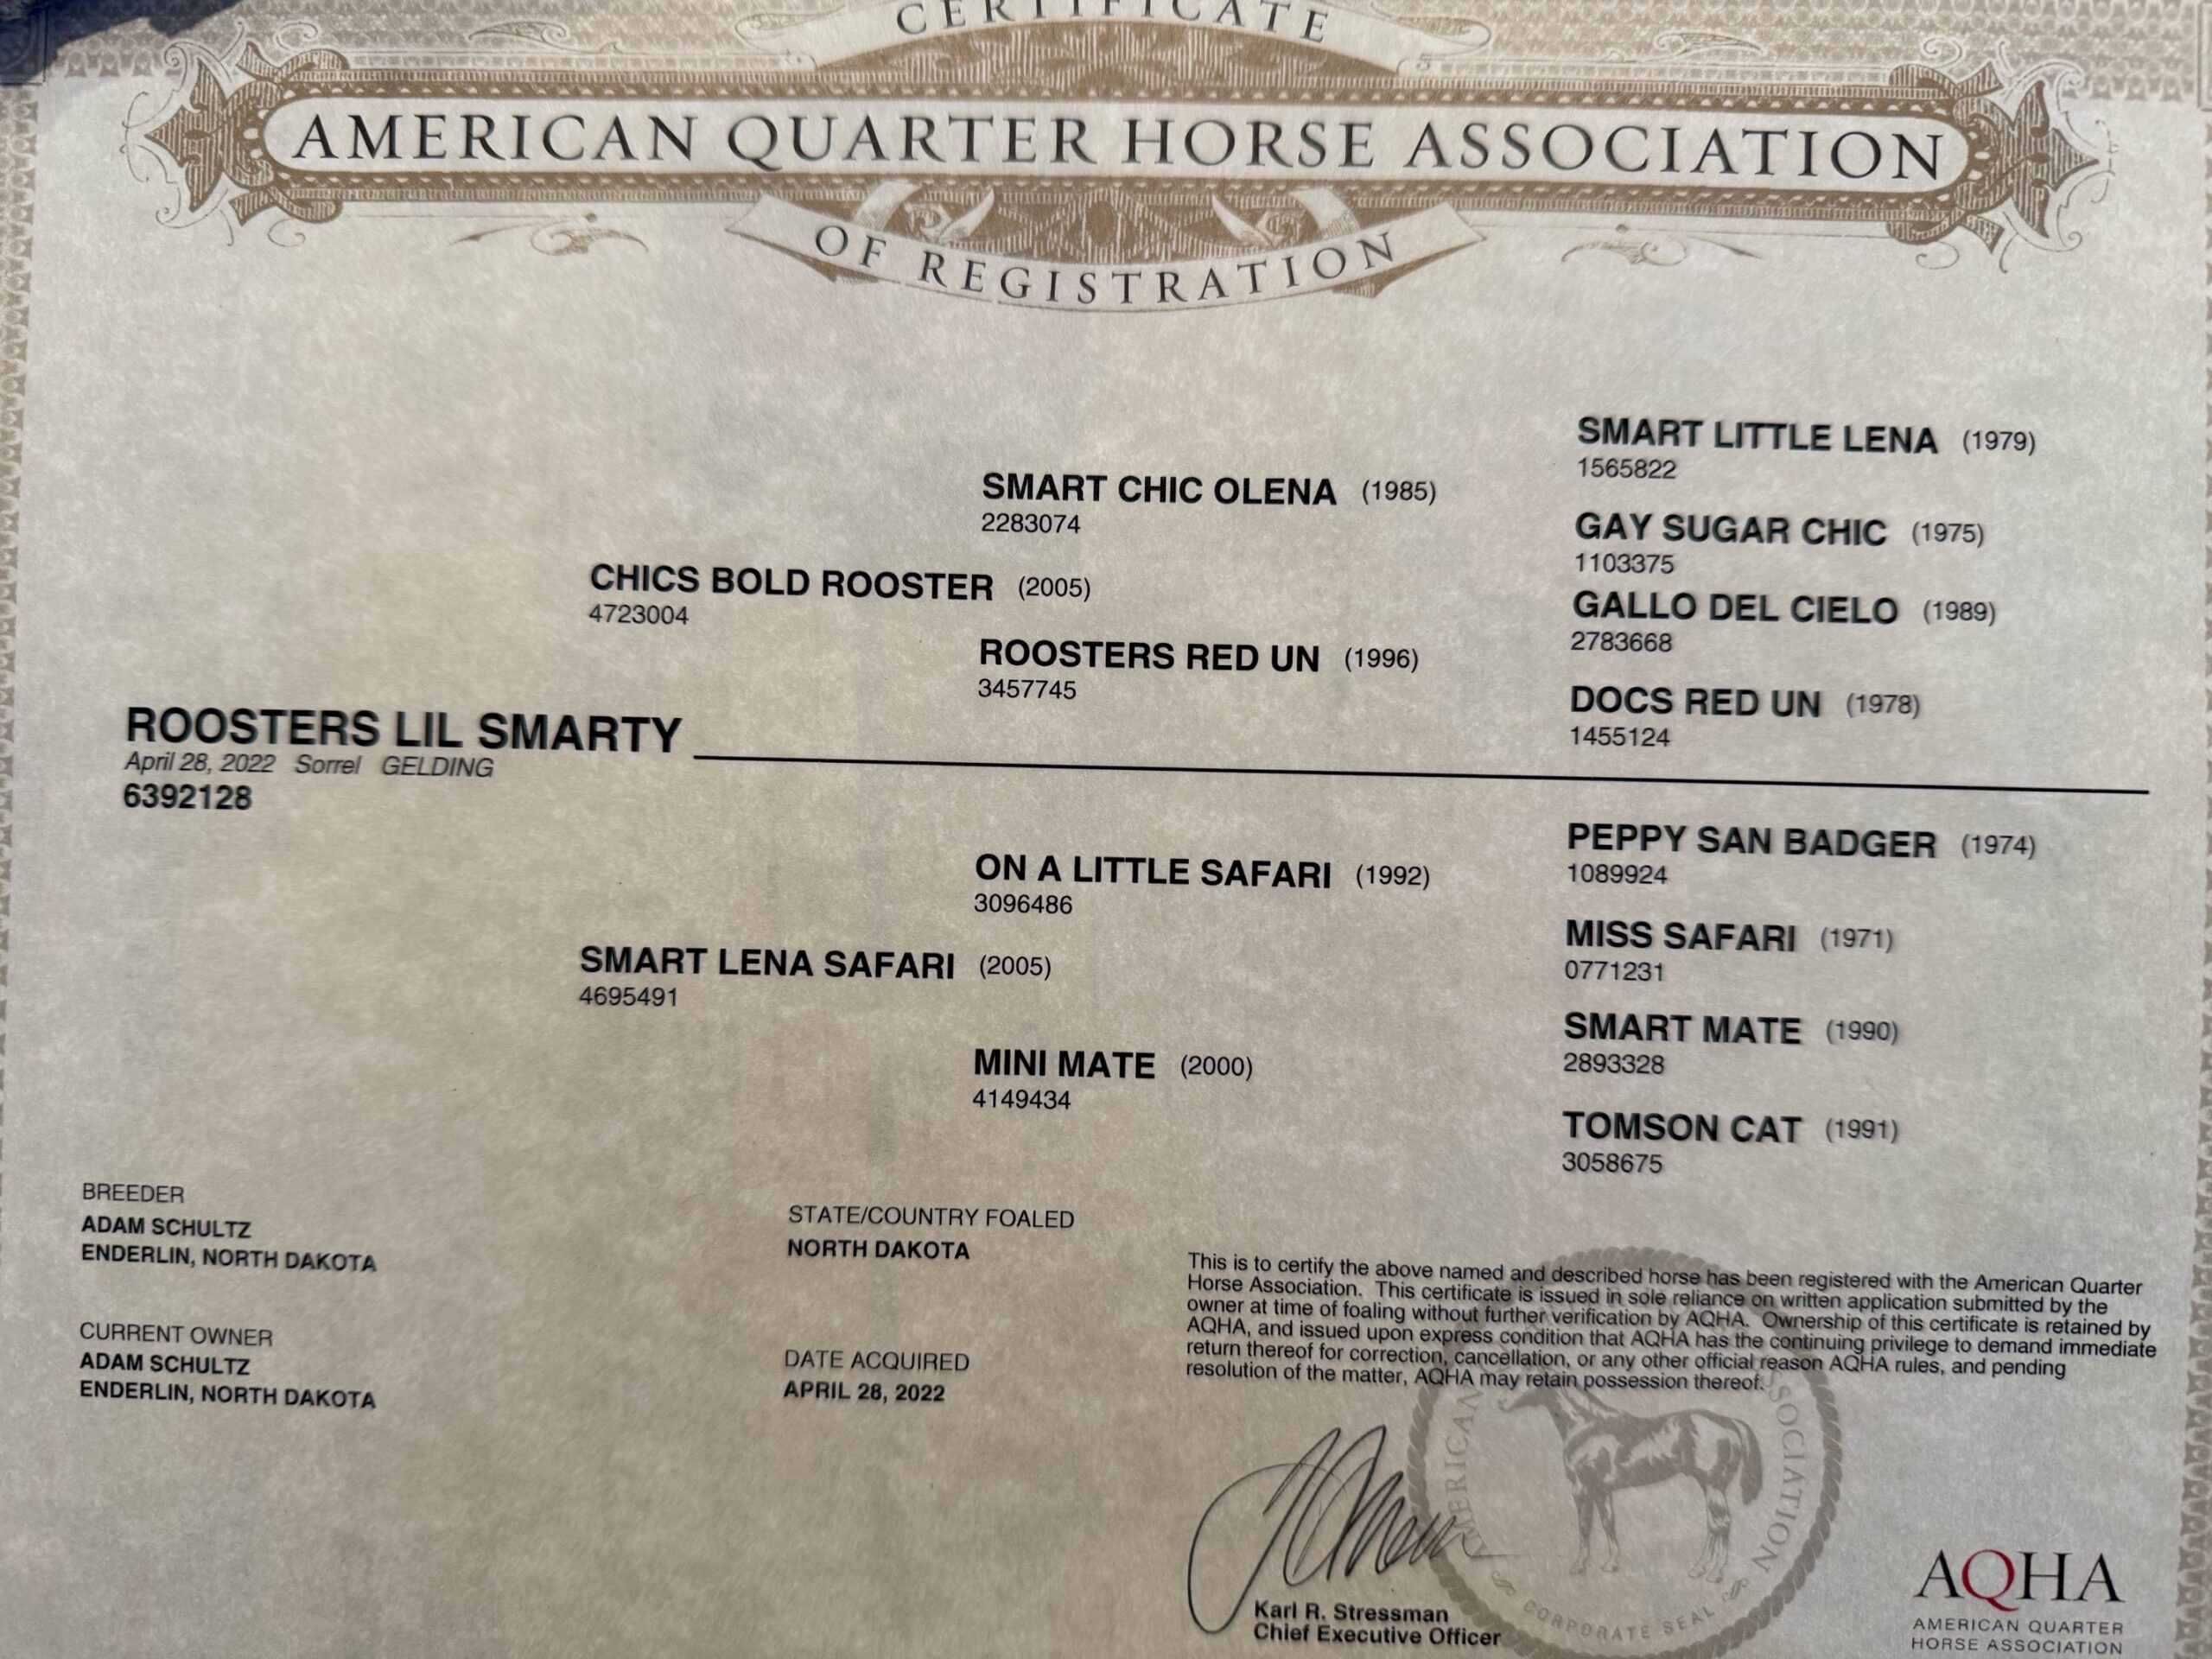 CERTIFICATE
AMERICAN QUARTER HORSE ASSOCIATION
OF REGISTRATION
SMART LITTLE LENA (1979)
1565822
SMART CHIC OLENA (1985)
2283074
GAY SUGAR CHIC (1975)
1103375
CHICS BOLD ROOSTER (2005)
4723004
GALLO DEL CIELO (1989)
2783668
ROOSTERS RED UN (1996)
3457745
DOCS RED UN (1978)
1455124
ROOSTERS LIL SMARTY
April 28, 2022 Sorrel GELDING
6392128
PEPPY SAN BADGER (1974)
1089924
ON A LITTLE SAFARI (1992)
3096486
MISS SAFARI (1971)
0771231
SMART LENA SAFARI (2005)
4695491
SMART MATE (1990)
2893328
MINI MATE (2000)
4149434
TOMSON CAT (1991)
3058675
BREEDER
ADAM SCHULTZ
ENDERLIN, NORTH DAKOTA
STATE/COUNTRY FOALED
NORTH DAKOTA
CURRENT OWNER
ADAM SCHULTZ
ENDERLIN, NORTH DAKOTA
DATE ACQUIRED
APRIL 28, 2022
This is to certify the above named and described horse has been registered with the American Quarter
Horse Association. This certificate is issued in sole reliance on written application submitted by the
owner at time of foaling without further verification by AQHA. Ownership of this certificate is retained by
AQHA, and issued upon express condition that AQHA has the continuing privilege to demand immediate
return thereof for correction, cancellation, or any other official reason AQHA rules, and pending
resolution of the matter, AQHA may retain possession thereof.
Karl R. Stressman
Chief Executive Officer
CORPORATE SEAL
AQHA
AMERICAN QUARTER
HORSE ASSOCIATION